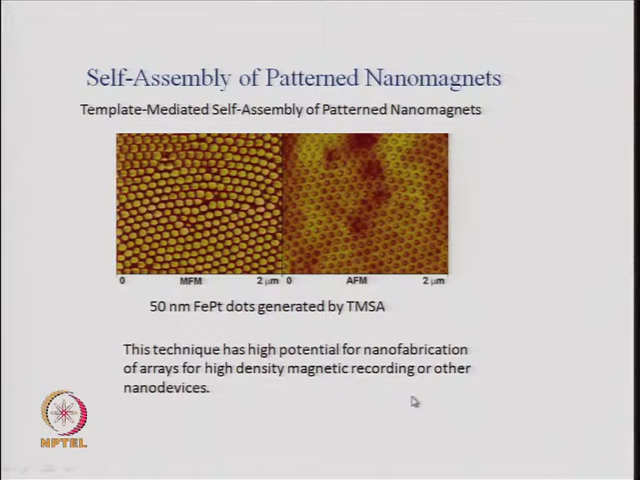 Self-Assembly of Patterned Nanomagnets
Template-Mediated Self-Assembly of Patterned Nanomagnets
0 MFM 2 µm 0 AFM 2 µm
50 nm FePt dots generated by TMSA
This technique has high potential for nanofabrication
of arrays for high density magnetic recording or other
nanodevices.
NPTEL